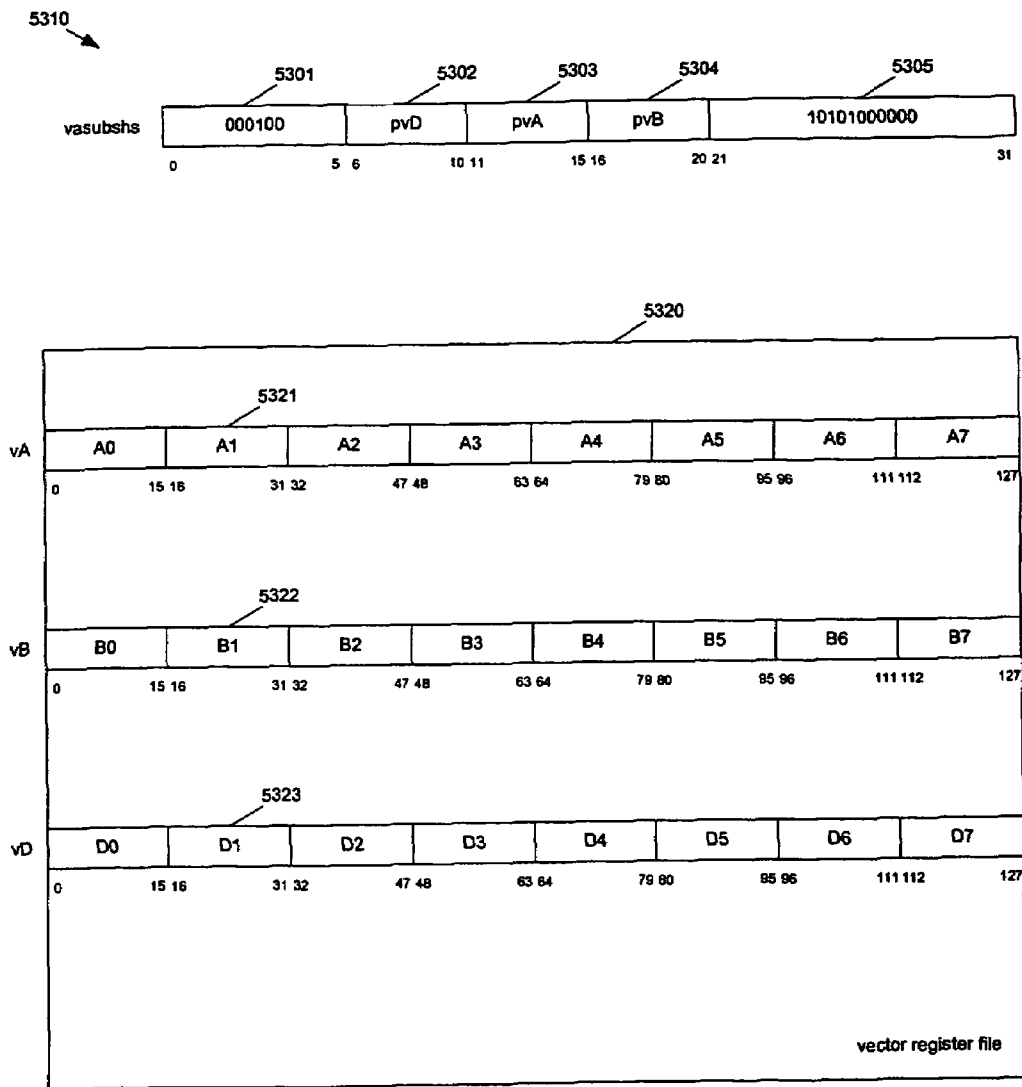 5310
5301 5302 5303 5304 5305
vasubshs 000100 pvD pvA pvB 10101000000
0 5 6 10 11 15 16 20 21 31
5320
5321
vA A0 A1 A2 A3 A4 A5 A6 A7
0 15 16 31 32 47 48 63 64 79 80 95 96 111 112 127
5322
vB B0 B1 B2 B3 B4 B5 B6 B7
0 15 16 31 32 47 48 63 64 79 80 95 96 111 112 127
5323
vD D0 D1 D2 D3 D4 D5 D6 D7
0 15 16 31 32 47 48 63 64 79 80 95 96 111 112 127
vector register file